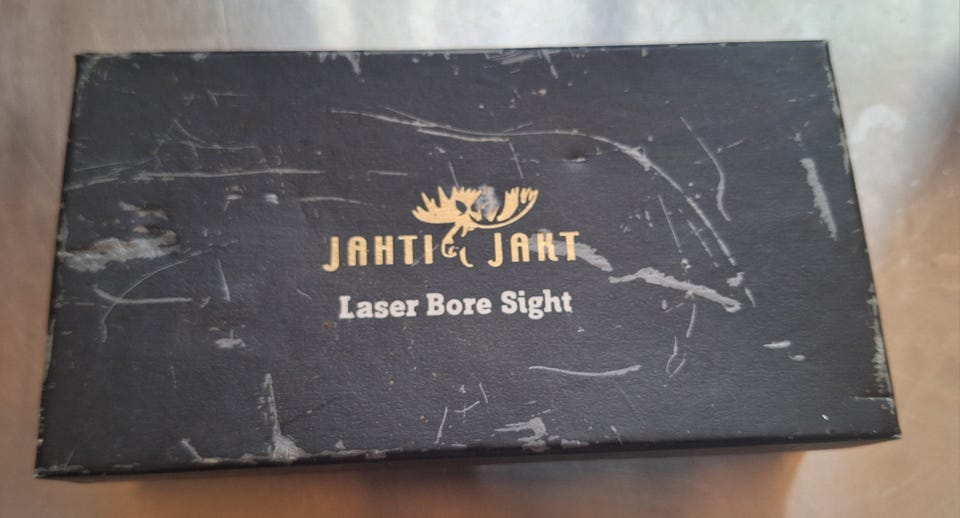 JAHTI JAKT
Laser Bore Sight